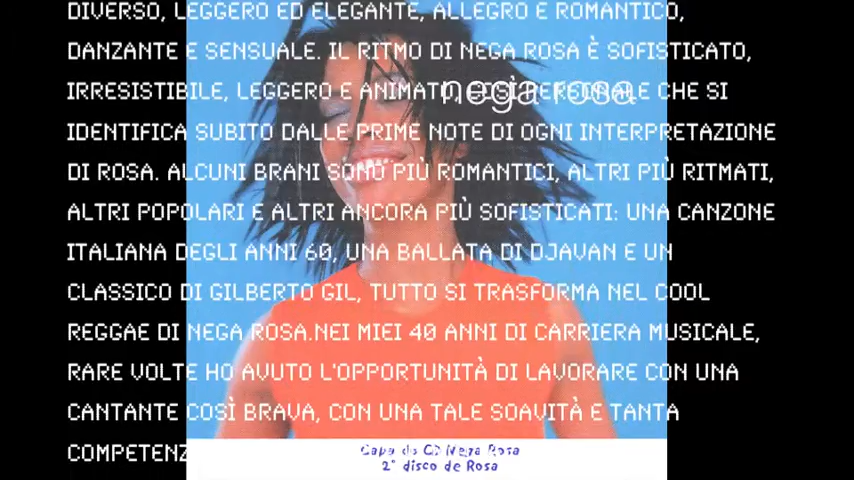 DIVERSO, LEGGERO ED ELEGANTE, ALLEGRO E ROMANTICO,
DANZANTE E SENSUALE. IL RITMO DI NEGA ROSA È SOFISTICATO,
nega rosa
IRRESISTIBILE, LEGGERO E ANIMATO, COSÌ PERSONALE CHE SI
IDENTIFICA SUBITO DALLE PRIME NOTE DI OGNI INTERPRETAZIONE
DI ROSA. ALCUNI BRANI SONO PIÙ ROMANTICI, ALTRI PIÙ RITMATI,
ALTRI POPOLARI E ALTRI ANCORA PIÙ SOFISTICATI: UNA CANZONE
ITALIANA DEGLI ANNI 60, UNA BALLATA DI DJAVAN E UN
CLASSICO DI GILBERTO GIL, TUTTO SI TRASFORMA NEL COOL
REGGAE DI NEGA ROSA.NEI MIEI 40 ANNI DI CARRIERA MUSICALE,
RARE VOLTE HO AVUTO L'OPPORTUNITÀ DI LAVORARE CON UNA
CANTANTE COSÌ BRAVA, CON UNA TALE SOAVITÀ E TANTA
COMPETENZ
Capa do CD Nega Rosa
2° disco de Rosa